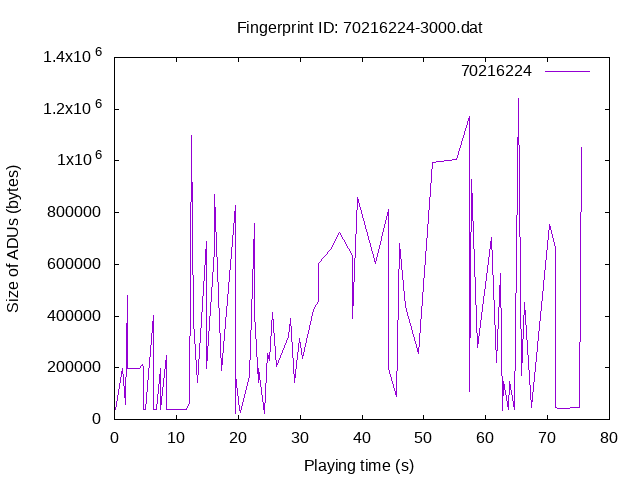 Fingerprint ID: 70216224-3000.dat
1.4x10^6
70216224
1.2x10^6
1x10^6
800000
600000
400000
200000
0
Size of ADUs (bytes)
0 10 20 30 40 50 60 70 80
Playing time (s)